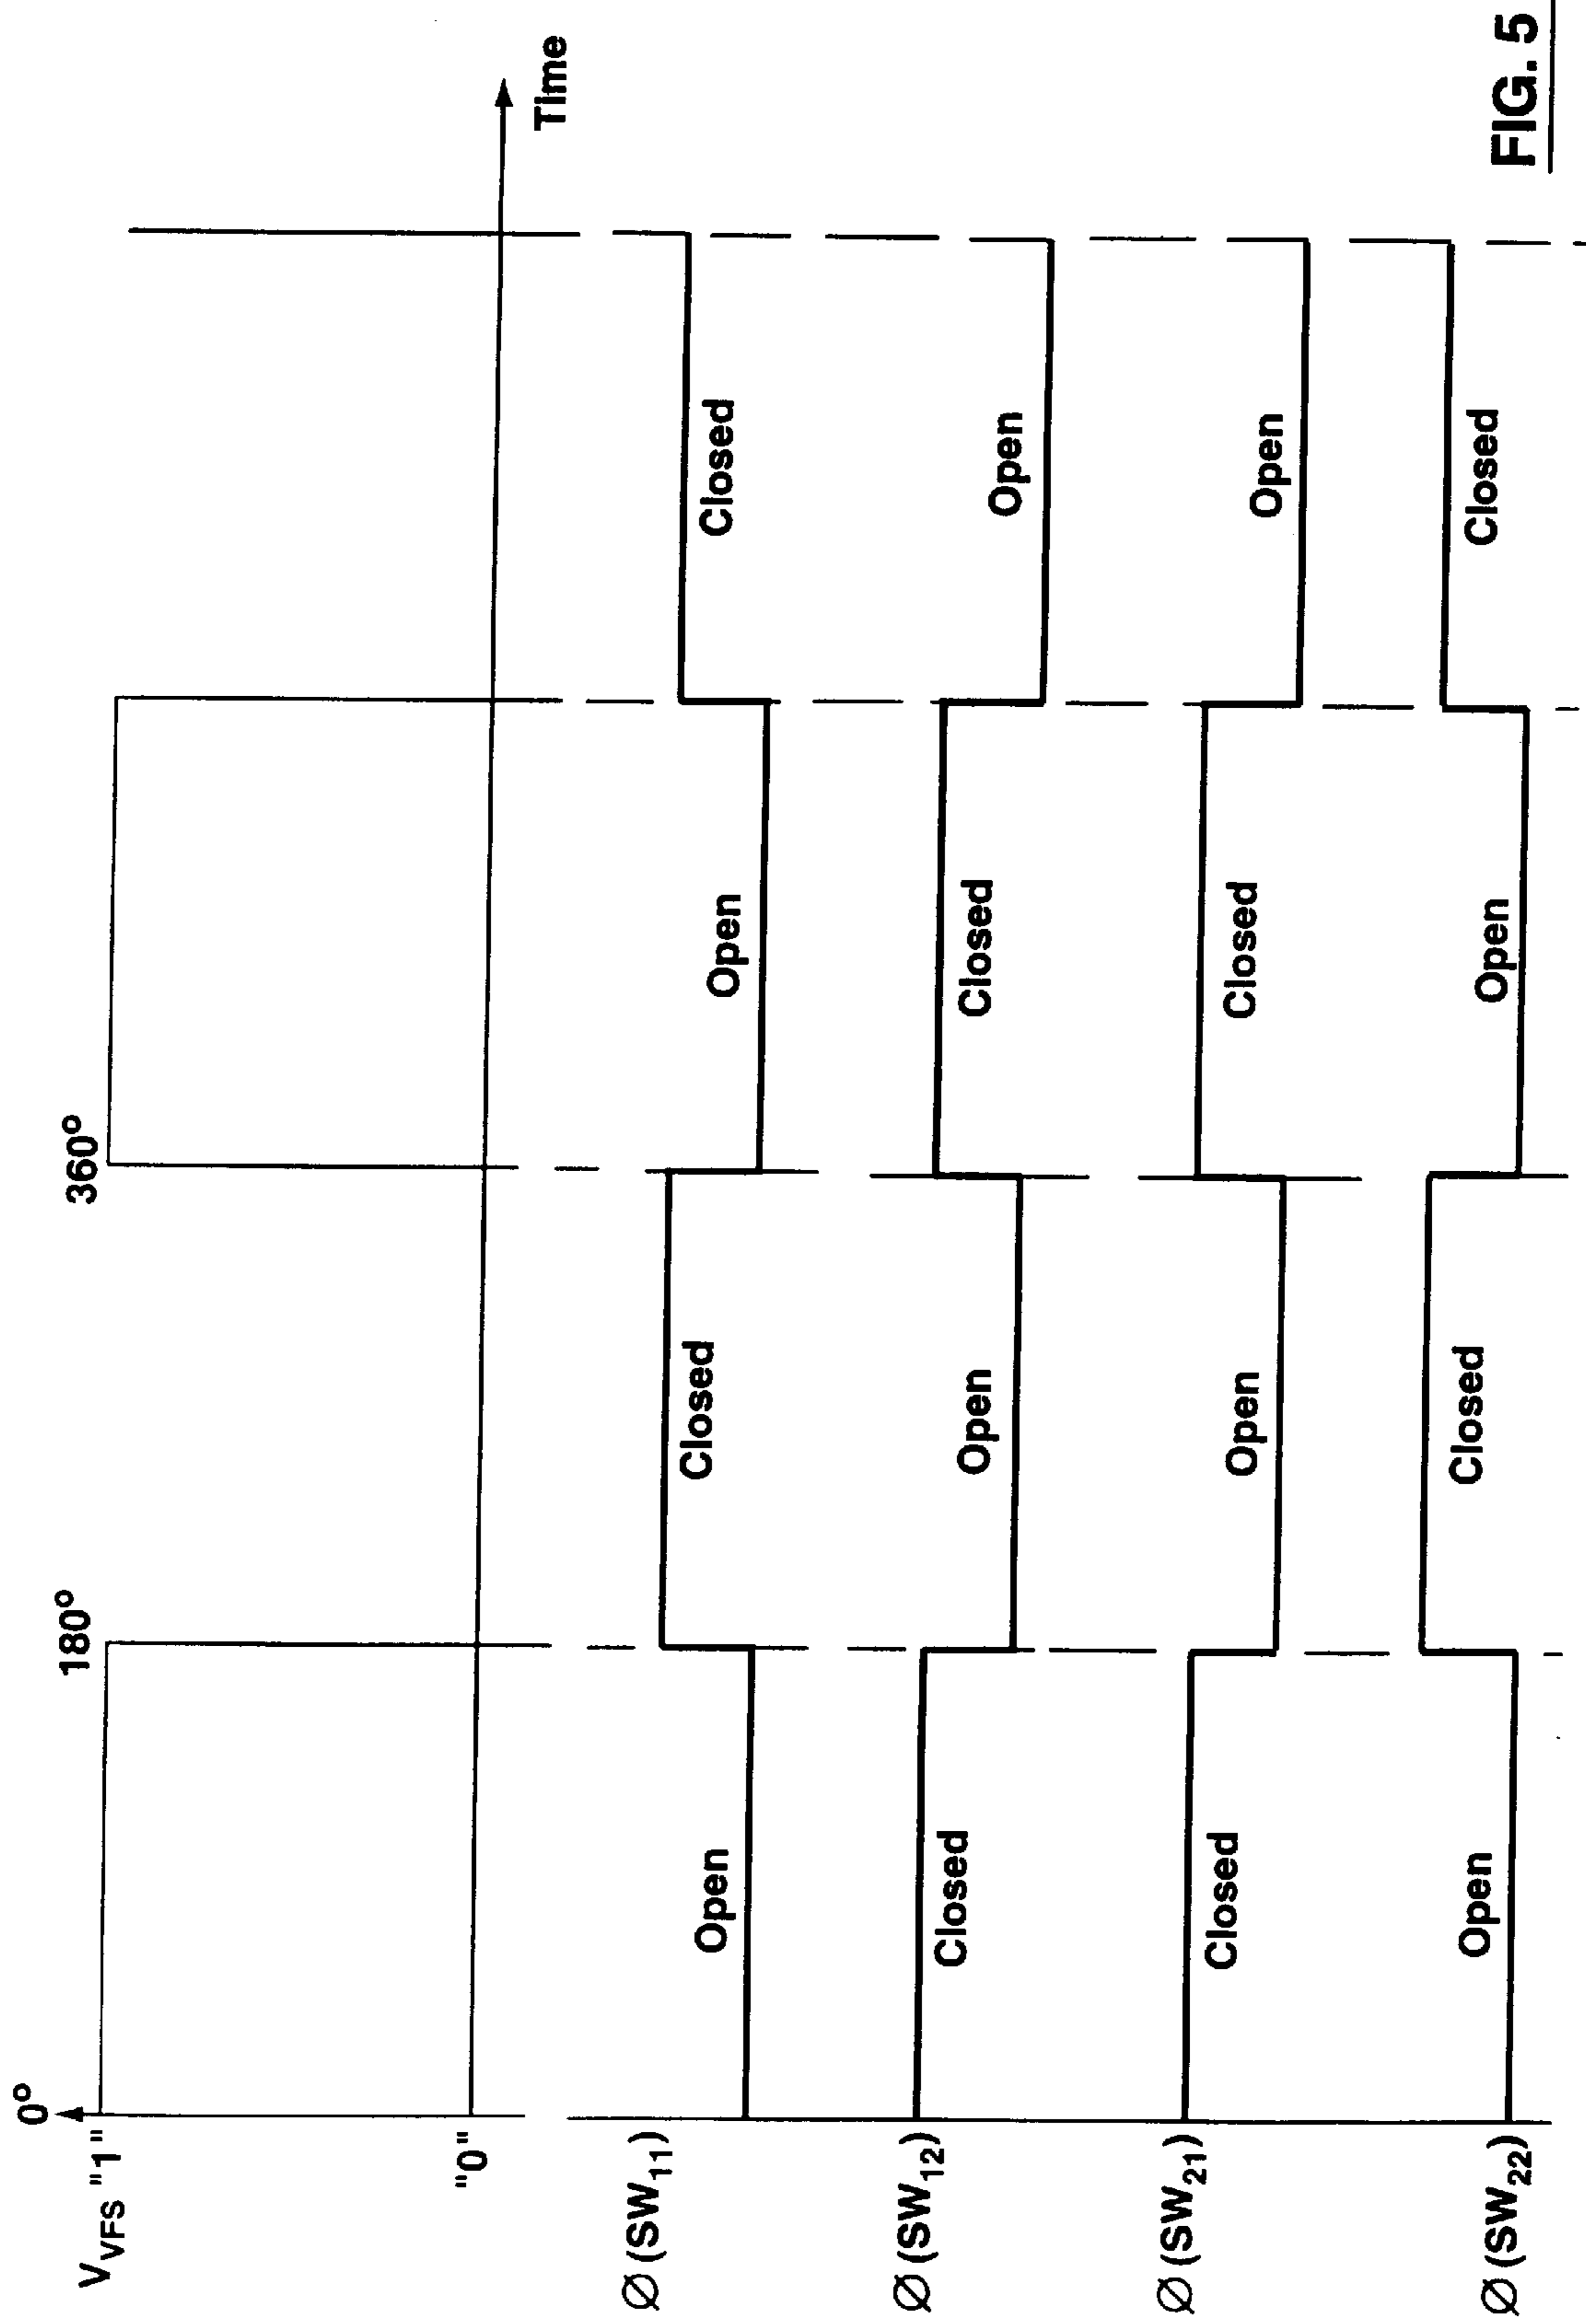 0° 180° 360°
V_VFS "1"
"0"
Time
Ø (SW₁₁) Open Closed Open Closed
Ø (SW₁₂) Closed Open Closed Open
Ø (SW₂₁) Closed Open Closed Open
Ø (SW₂₂) Open Closed Open Closed
FIG. 5